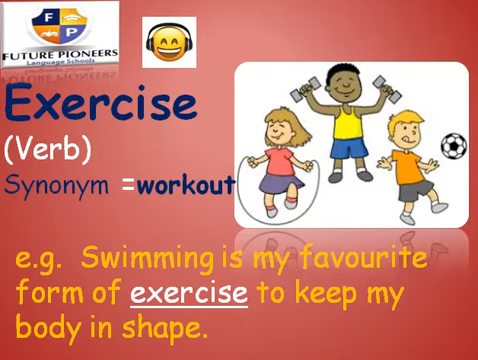 F P
FUTURE PIONEERS
Language Schools
Exercise
(Verb)
Synonym =workout
e.g. Swimming is my favourite
form of exercise to keep my
body in shape.